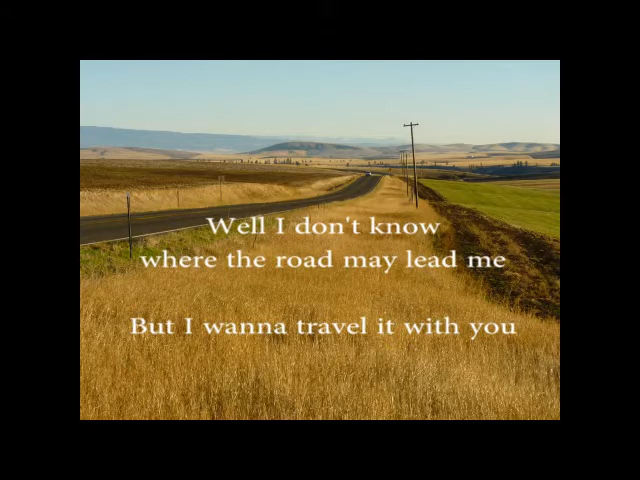 Well I don't know
where the road may lead me
But I wanna travel it with you